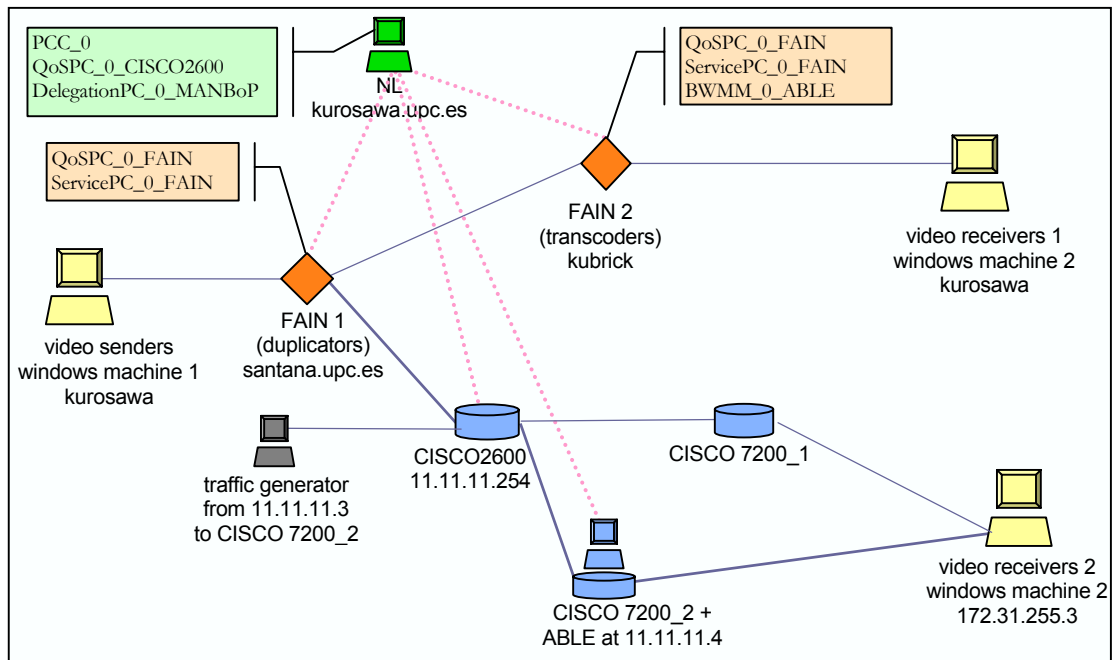 PCC_0
QoSPC_0_CISCO2600
DelegationPC_0_MANBoP
NL
kurosawa.upc.es
QoSPC_0_FAIN
ServicePC_0_FAIN
BWMM_0_ABLE
QoSPC_0_FAIN
ServicePC_0_FAIN
FAIN 2
(transcoders)
kubrick
video receivers 1
windows machine 2
kurosawa
FAIN 1
(duplicators)
santana.upc.es
video senders
windows machine 1
kurosawa
CISCO2600
11.11.11.254
CISCO 7200_1
traffic generator
from 11.11.11.3
to CISCO 7200_2
CISCO 7200_2 +
ABLE at 11.11.11.4
video receivers 2
windows machine 2
172.31.255.3